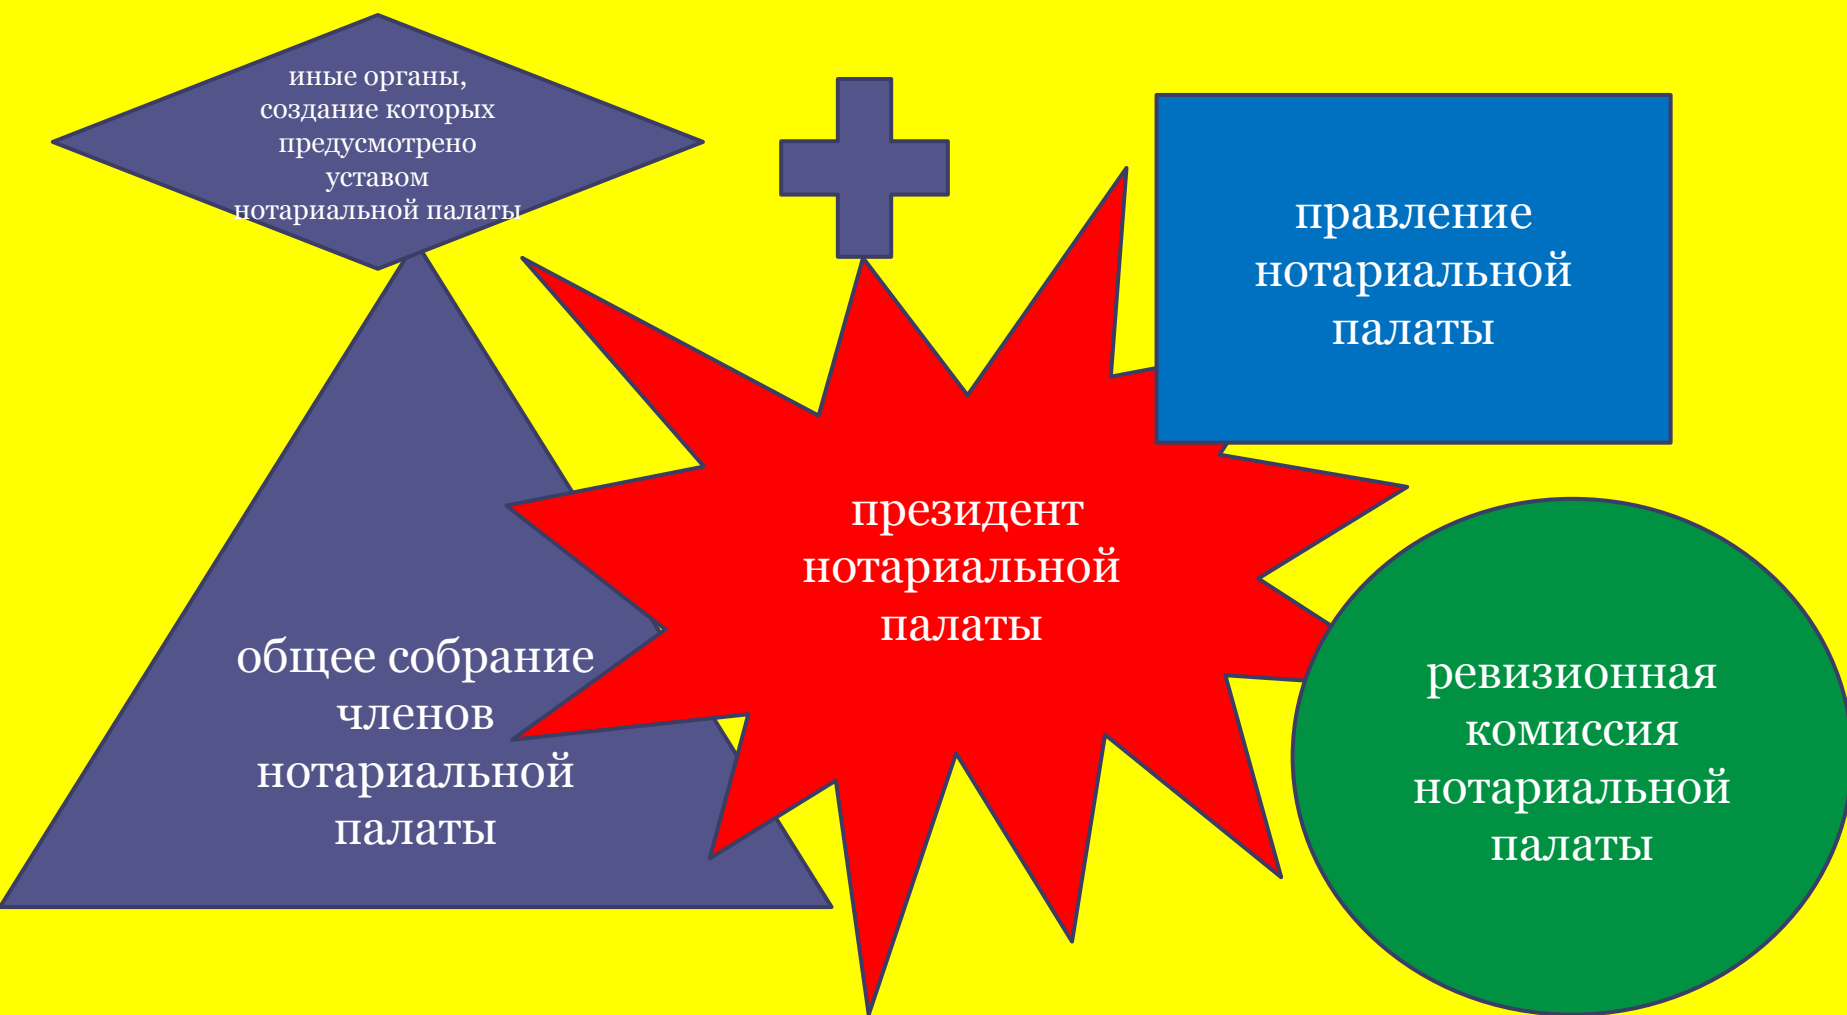 иные органы,
создание которых
предусмотрено
уставом
нотариальной палаты
правление
нотариальной
палаты
президент
нотариальной
палаты
общее собрание
членов
нотариальной
палаты
ревизионная
комиссия
нотариальной
палаты